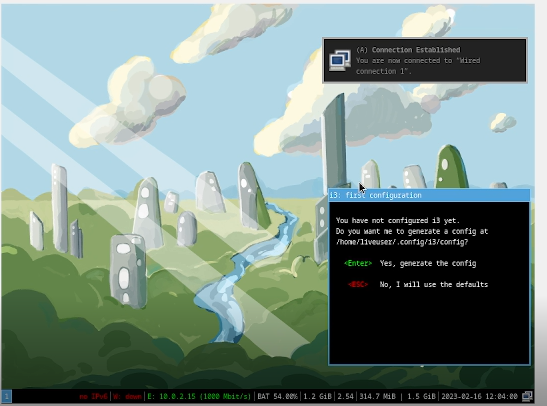 (A) Connection Established
You are now connected to "Wired
connection 1".
i3: first configuration
You have not configured i3 yet.
Do you want me to generate a config at
/home/liveuser/.config/i3/config?
<Enter> Yes, generate the config
<ESC> No, I will use the defaults
1
no IPv6 | W: down | E: 10.0.2.15 (1000 Mbit/s) | BAT 54.00% | 1.2 GiB | 2.54 | 314.7 MiB | 1.5 GiB | 2023-02-16 12:04:00